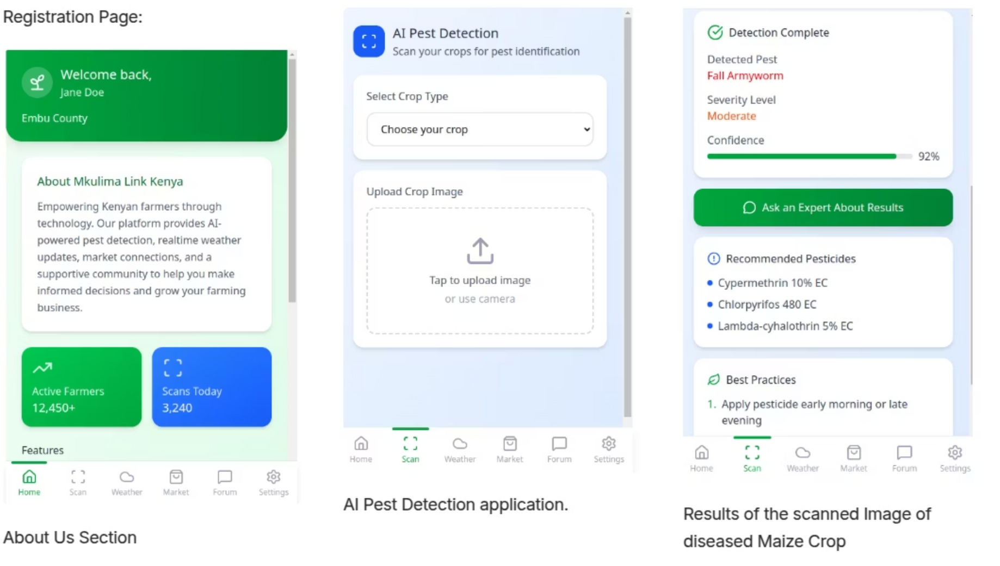 Registration Page:
Welcome back,
Jane Doe
Embu County
About Mkulima Link Kenya
Empowering Kenyan farmers through
technology. Our platform provides AI-
powered pest detection, realtime weather
updates, market connections, and a
supportive community to help you make
informed decisions and grow your farming
business.
Active Farmers
12,450+
Scans Today
3,240
Features
Home
Scan
Weather
Market
Forum
Settings
About Us Section
AI Pest Detection
Scan your crops for pest identification
Select Crop Type
Choose your crop
Upload Crop Image
Tap to upload image
or use camera
Home
Scan
Weather
Market
Forum
Settings
AI Pest Detection application.
Detection Complete
Detected Pest
Fall Armyworm
Severity Level
Moderate
Confidence
92%
Ask an Expert About Results
Recommended Pesticides
Cypermethrin 10% EC
Chlorpyrifos 480 EC
Lambda-cyhalothrin 5% EC
Best Practices
1. Apply pesticide early morning or late
evening
Home
Scan
Weather
Market
Forum
Settings
Results of the scanned Image of
diseased Maize Crop